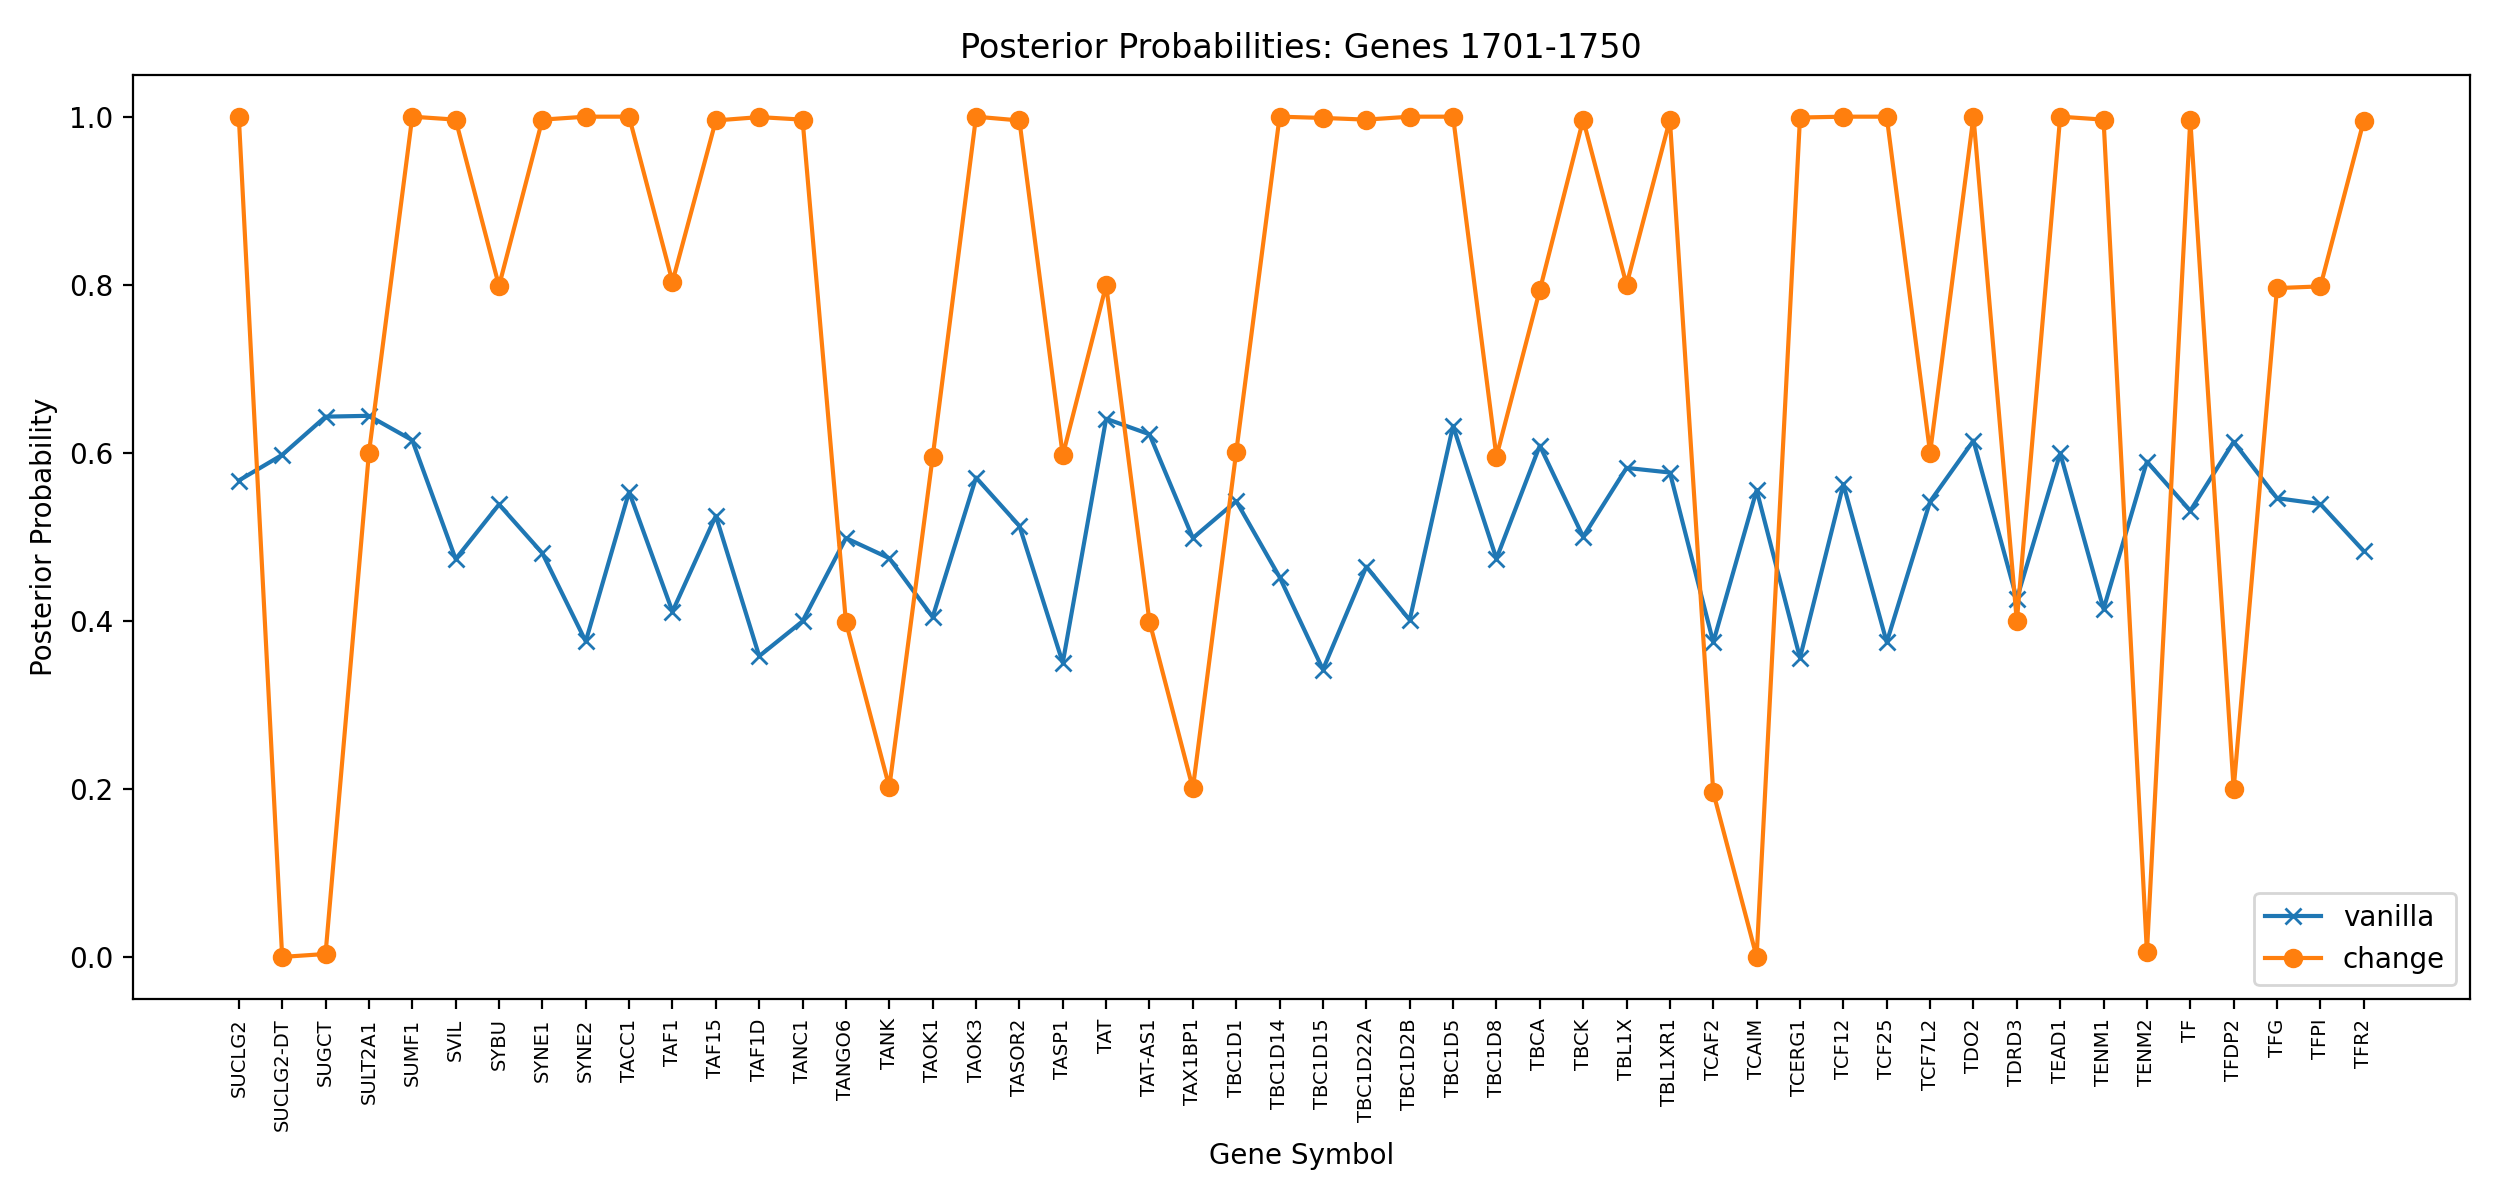 Posterior Probabilities: Genes 1701-1750
Posterior Probability
1.0
0.8
0.6
0.4
0.2
0.0
vanilla
change
SUCLG2
SUCLG2-DT
SUGCT
SULT2A1
SUMF1
SVIL
SYBU
SYNE1
SYNE2
TACC1
TAF1
TAF15
TAF1D
TANC1
TANGO6
TANK
TAOK1
TAOK3
TASOR2
TASP1
TAT
TAT-AS1
TAX1BP1
TBC1D1
TBC1D14
TBC1D15
TBC1D22A
TBC1D2B
TBC1D5
TBC1D8
TBCA
TBCK
TBL1X
TBL1XR1
TCAF2
TCAIM
TCERG1
TCF12
TCF25
TCF7L2
TDO2
TDRD3
TEAD1
TENM1
TENM2
TF
TFDP2
TFG
TFPI
TFR2
Gene Symbol